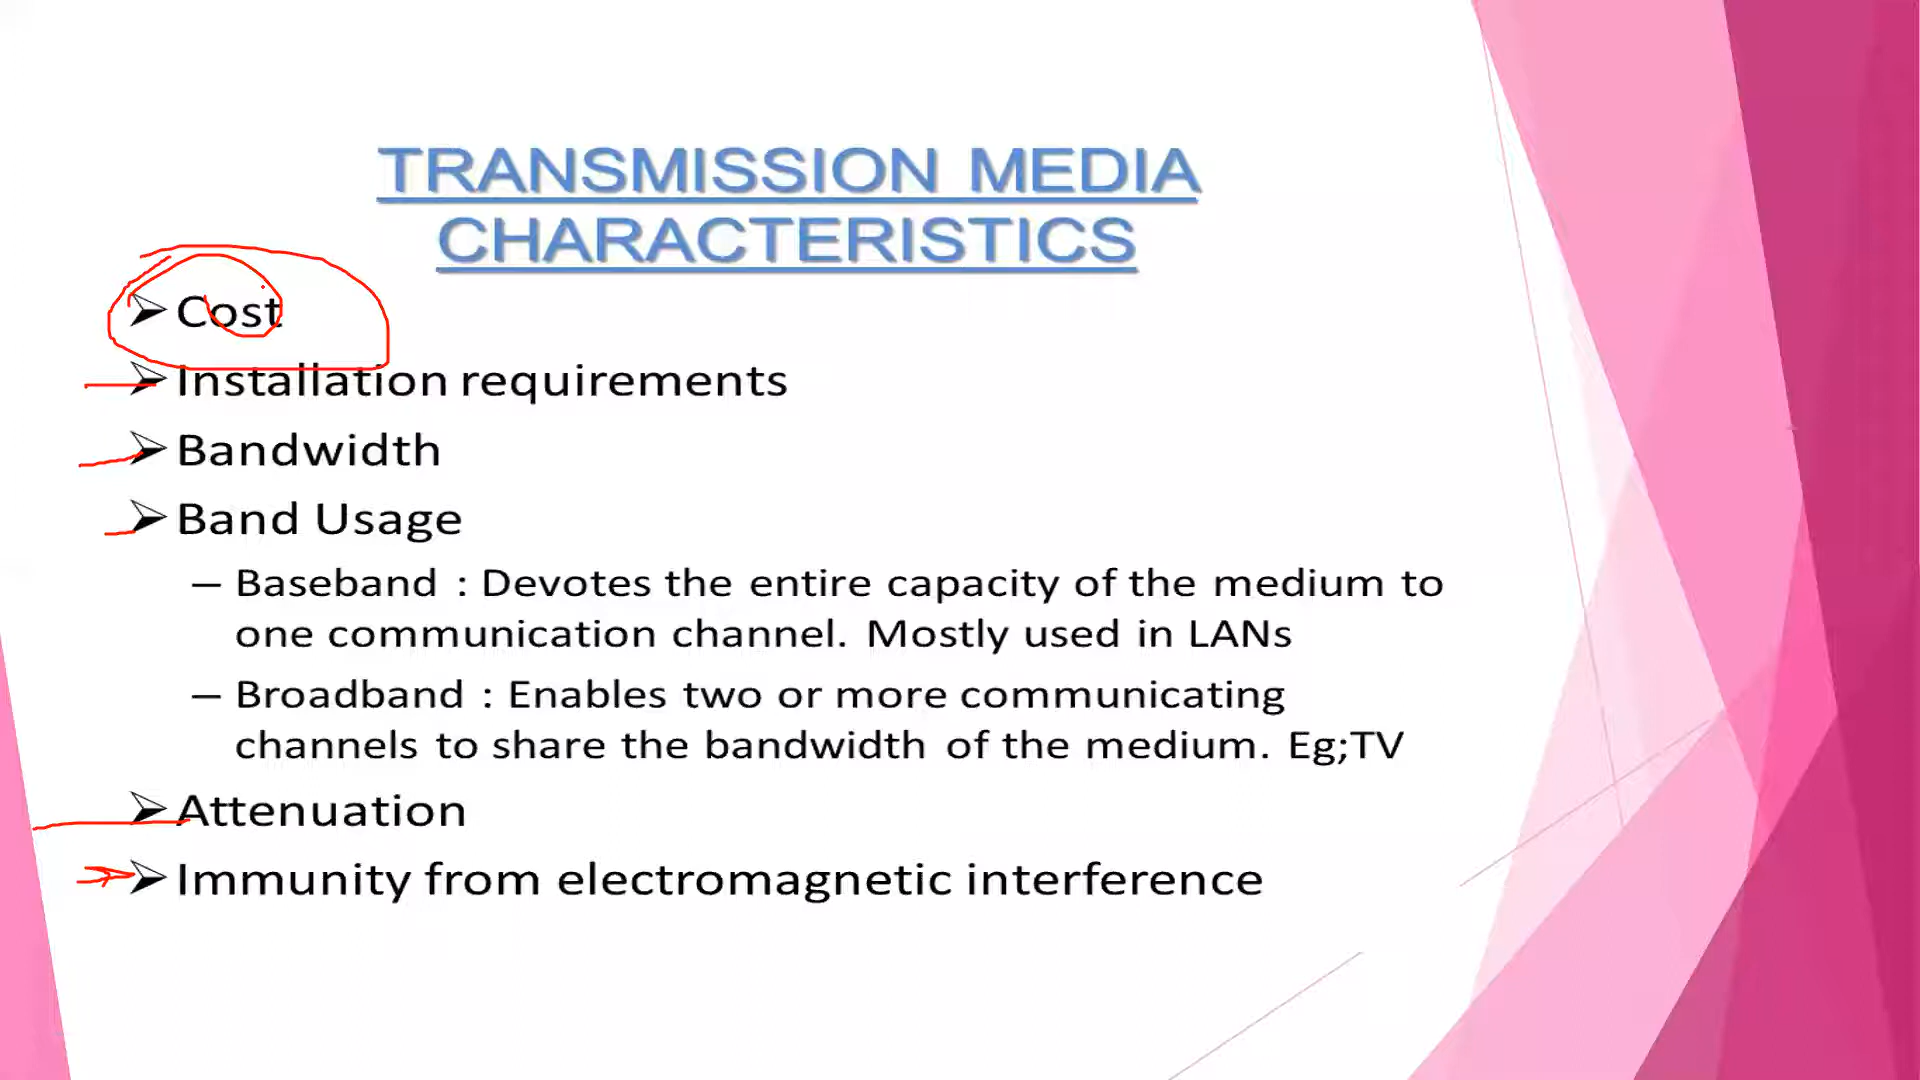 TRANSMISSION MEDIA
CHARACTERISTICS
Cost
Installation requirements
Bandwidth
Band Usage
– Baseband : Devotes the entire capacity of the medium to
one communication channel. Mostly used in LANs
– Broadband : Enables two or more communicating
channels to share the bandwidth of the medium. Eg;TV
Attenuation
Immunity from electromagnetic interference